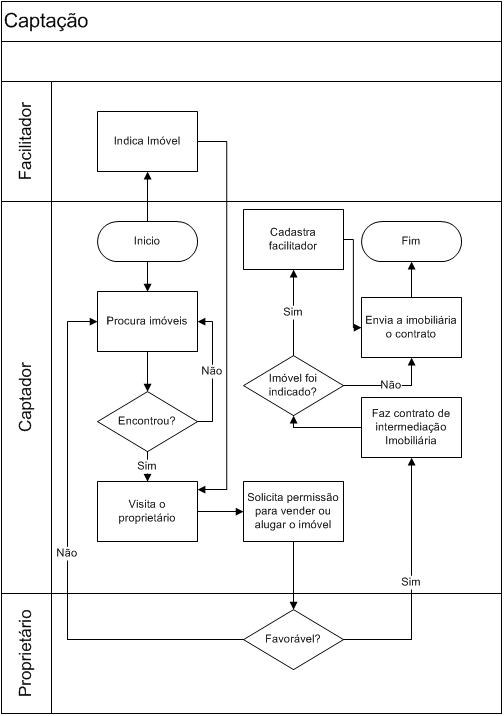 Captação
Facilitador
Indica Imóvel
Captador
Inicio
Cadastra
facilitador
Fim
Procura imóveis
Sim
Envia a imobiliária
o contrato
Não
Imóvel foi
indicado?
Não
Encontrou?
Faz contrato de
intermediação
Imobiliária
Sim
Visita o
proprietário
Solicita permissão
para vender ou
alugar o imóvel
Não
Sim
Proprietário
Favorável?